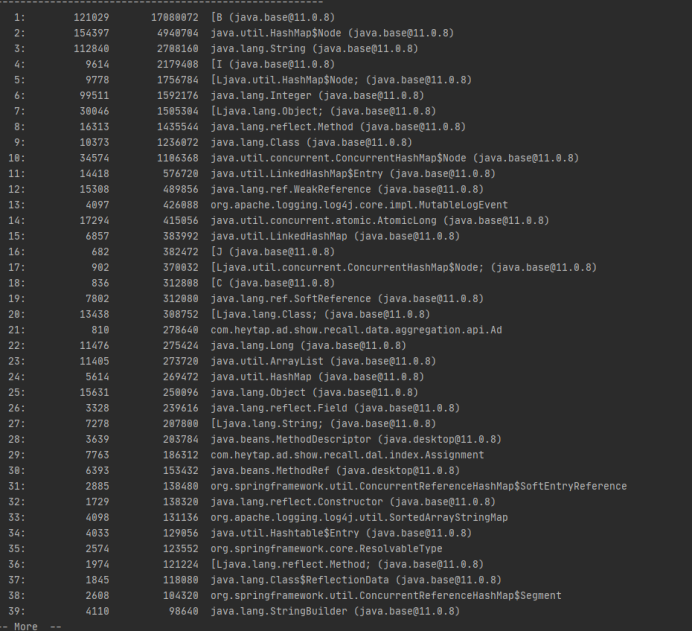 1: 121029 17080072 [B (java.base@11.0.8)
2: 154397 4940704 java.util.HashMap$Node (java.base@11.0.8)
3: 112840 2708160 java.lang.String (java.base@11.0.8)
4: 9614 2179408 [I (java.base@11.0.8)
5: 9778 1756784 [Ljava.util.HashMap$Node; (java.base@11.0.8)
6: 99511 1592176 java.lang.Integer (java.base@11.0.8)
7: 30046 1505304 [Ljava.lang.Object; (java.base@11.0.8)
8: 16313 1435544 java.lang.reflect.Method (java.base@11.0.8)
9: 10373 1236072 java.lang.Class (java.base@11.0.8)
10: 34574 1106368 java.util.concurrent.ConcurrentHashMap$Node (java.base@11.0.8)
11: 14418 576720 java.util.LinkedHashMap$Entry (java.base@11.0.8)
12: 15308 489856 java.lang.ref.WeakReference (java.base@11.0.8)
13: 4097 426088 org.apache.logging.log4j.core.impl.MutableLogEvent
14: 17294 415056 java.util.concurrent.atomic.AtomicLong (java.base@11.0.8)
15: 6857 383992 java.util.LinkedHashMap (java.base@11.0.8)
16: 682 382472 [J (java.base@11.0.8)
17: 902 370032 [Ljava.util.concurrent.ConcurrentHashMap$Node; (java.base@11.0.8)
18: 836 312808 [C (java.base@11.0.8)
19: 7802 312080 java.lang.ref.SoftReference (java.base@11.0.8)
20: 13438 308752 [Ljava.lang.Class; (java.base@11.0.8)
21: 810 278640 com.heytap.ad.show.recall.data.aggregation.api.Ad
22: 11476 275424 java.lang.Long (java.base@11.0.8)
23: 11405 273720 java.util.ArrayList (java.base@11.0.8)
24: 5614 269472 java.util.HashMap (java.base@11.0.8)
25: 15631 250096 java.lang.Object (java.base@11.0.8)
26: 3328 239616 java.lang.reflect.Field (java.base@11.0.8)
27: 7278 207800 [Ljava.lang.String; (java.base@11.0.8)
28: 3639 203784 java.beans.MethodDescriptor (java.desktop@11.0.8)
29: 7763 186312 com.heytap.ad.show.recall.dal.index.Assignment
30: 6393 153432 java.beans.MethodRef (java.desktop@11.0.8)
31: 2885 138480 org.springframework.util.ConcurrentReferenceHashMap$SoftEntryReference
32: 1729 138320 java.lang.reflect.Constructor (java.base@11.0.8)
33: 4098 131136 org.apache.logging.log4j.util.SortedArrayStringMap
34: 4033 129056 java.util.Hashtable$Entry (java.base@11.0.8)
35: 2574 123552 org.springframework.core.ResolvableType
36: 1974 121224 [Ljava.lang.reflect.Method; (java.base@11.0.8)
37: 1845 118080 java.lang.Class$ReflectionData (java.base@11.0.8)
38: 2608 104320 org.springframework.util.ConcurrentReferenceHashMap$Segment
39: 4110 98640 java.lang.StringBuilder (java.base@11.0.8)
-- More --